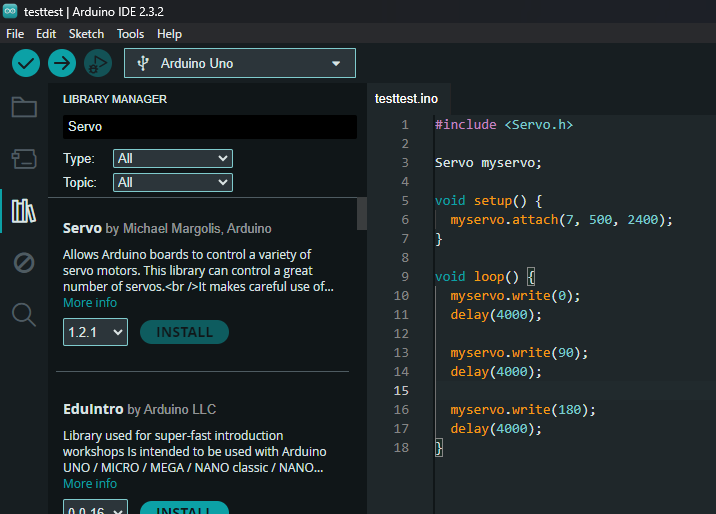 testtest | Arduino IDE 2.3.2
File Edit Sketch Tools Help
Arduino Uno
LIBRARY MANAGER
Servo
Type: All
Topic: All
Servo by Michael Margolis, Arduino
Allows Arduino boards to control a variety of
servo motors. This library can control a great
number of servos.<br />It makes careful use of...
More info
1.2.1 INSTALL
EduIntro by Arduino LLC
Library used for super-fast introduction
workshops Is intended to be used with Arduino
UNO / MICRO / MEGA / NANO classic / NANO...
More info
0.0.16 INSTALL
testtest.ino
1 #include <Servo.h>
2
3 Servo myservo;
4
5 void setup() {
6 myservo.attach(7, 500, 2400);
7 }
8
9 void loop() {
10 myservo.write(0);
11 delay(4000);
12
13 myservo.write(90);
14 delay(4000);
15
16 myservo.write(180);
17 delay(4000);
18 }